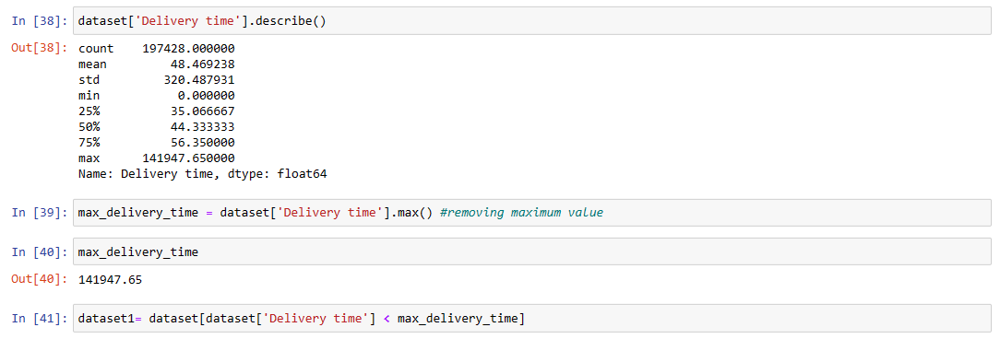 In [38]: dataset['Delivery time'].describe()
Out[38]: count    197428.000000
mean         48.469238
std         320.487931
min           0.000000
25%          35.066667
50%          44.333333
75%          56.350000
max      141947.650000
Name: Delivery time, dtype: float64
In [39]: max_delivery_time = dataset['Delivery time'].max() #removing maximum value
In [40]: max_delivery_time
Out[40]: 141947.65
In [41]: dataset1= dataset[dataset['Delivery time'] < max_delivery_time]